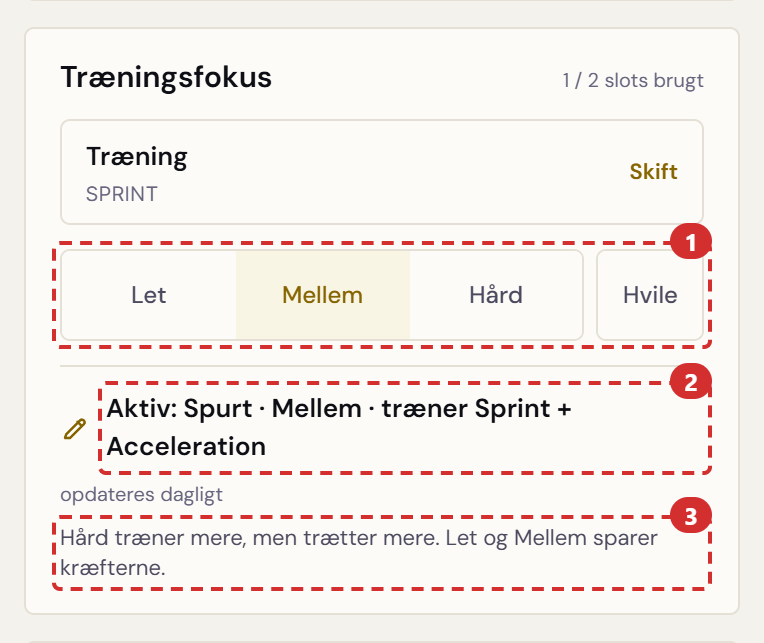 Træningsfokus
1 / 2 slots brugt
Træning
SPRINT
Skift
1
Let
Mellem
Hård
Hvile
2
Aktiv: Spurt · Mellem · træner Sprint +
Acceleration
opdateres dagligt
3
Hård træner mere, men trætter mere. Let og Mellem sparer
kræfterne.